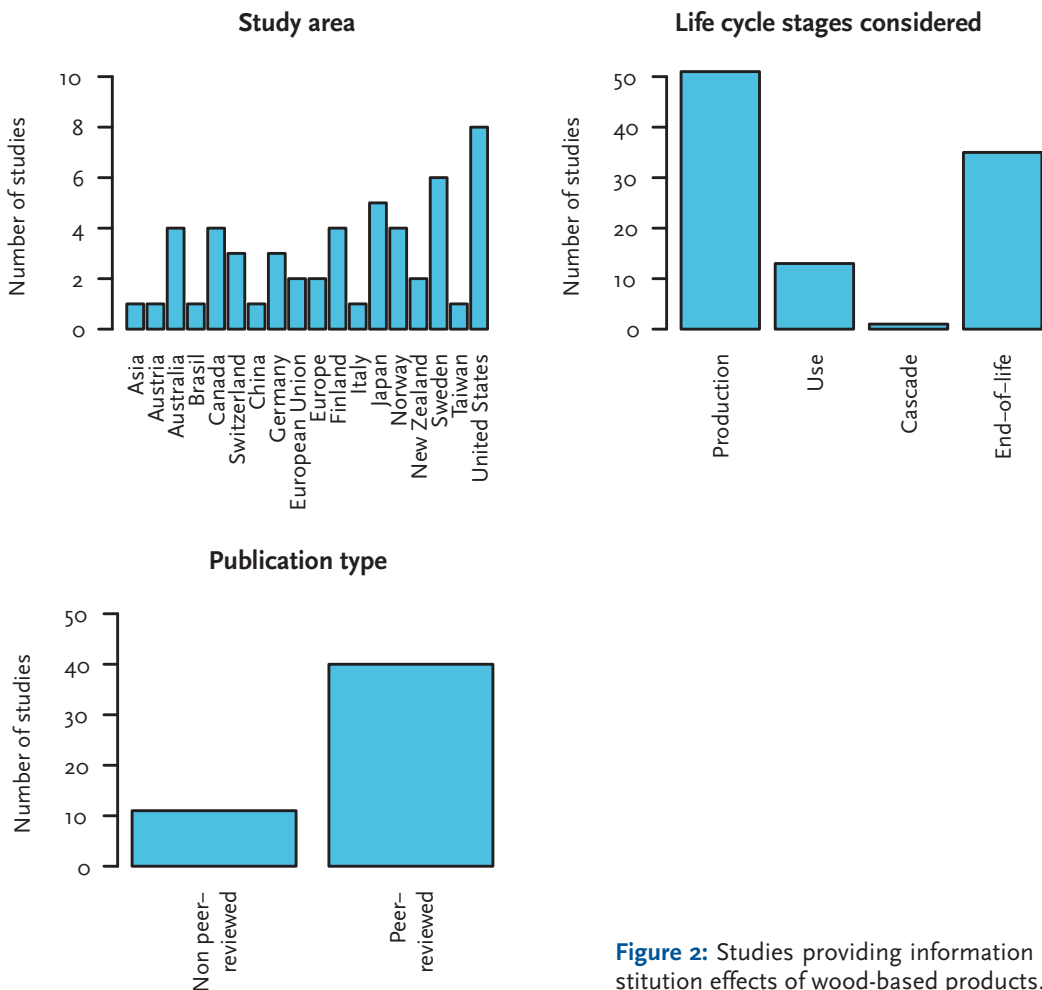 Study area
Number of studies
10
8
6
4
2
0
Asia
Austria
Australia
Brasil
Canada
Switzerland
China
Germany
European Union
Europe
Finland
Italy
Japan
Norway
New Zealand
Sweden
Taiwan
United States
Life cycle stages considered
Number of studies
50
40
30
20
10
0
Production
Use
Cascade
End-of-life
Publication type
Number of studies
50
40
30
20
10
0
Non peer-
reviewed
Peer-
reviewed
Figure 2: Studies providing information
stitution effects of wood-based products.